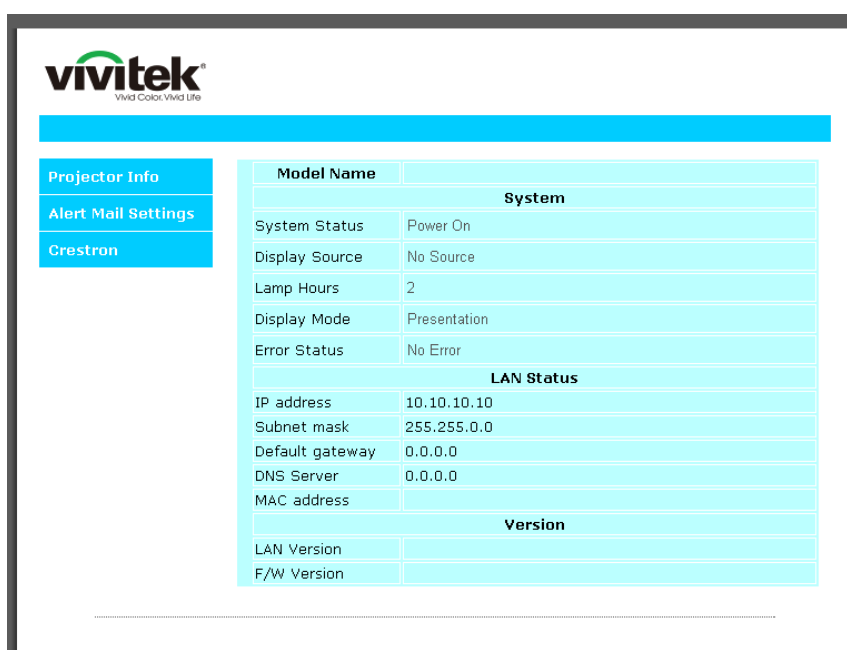 vivitek®
Vivid Color.Vivid Life
Projector Info
Alert Mail Settings
Crestron
Model Name
System
System Status Power On
Display Source No Source
Lamp Hours 2
Display Mode Presentation
Error Status No Error
LAN Status
IP address 10.10.10.10
Subnet mask 255.255.0.0
Default gateway 0.0.0.0
DNS Server 0.0.0.0
MAC address
Version
LAN Version
F/W Version